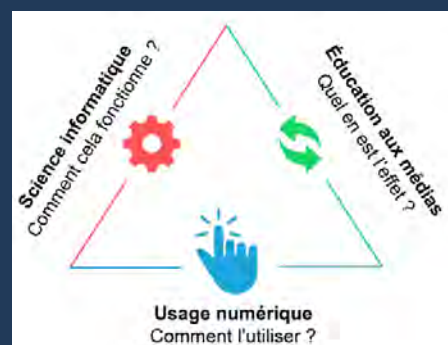 Science informatique
Comment cela fonctionne ?
Éducation aux médias
Quel en est l'effet ?
Usage numérique
Comment l'utiliser ?